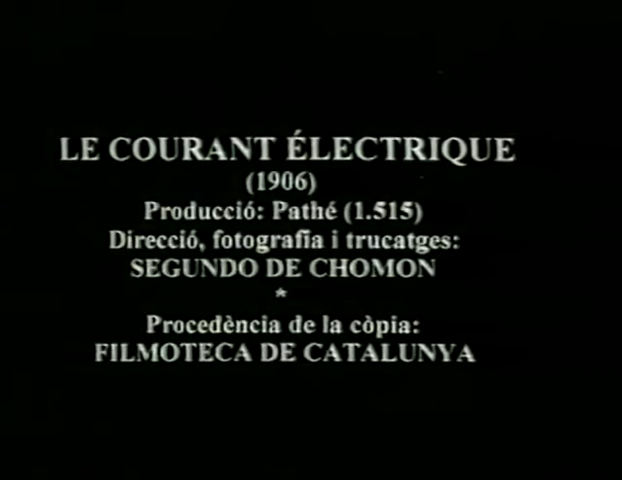 LE COURANT ÉLECTRIQUE
(1906)
Producció: Pathé (1.515)
Direcció, fotografia i trucatges:
SEGUNDO DE CHOMON
*
Procedència de la còpia:
FILMOTECA DE CATALUNYA